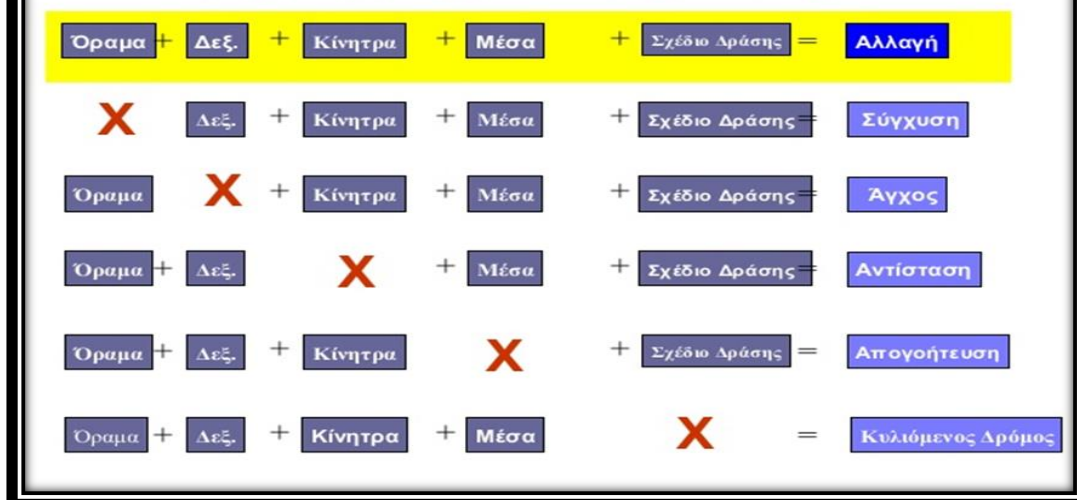 Όραμα + Δεξ. + Κίνητρα + Μέσα + Σχέδιο Δράσης = Αλλαγή
X Δεξ. + Κίνητρα + Μέσα + Σχέδιο Δράσης = Σύγχυση
Όραμα X + Κίνητρα + Μέσα + Σχέδιο Δράσης = Άγχος
Όραμα + Δεξ. X + Μέσα + Σχέδιο Δράσης = Αντίσταση
Όραμα + Δεξ. + Κίνητρα X + Σχέδιο Δράσης = Απογοήτευση
Όραμα + Δεξ. + Κίνητρα + Μέσα X = Κυλιόμενος Δρόμος